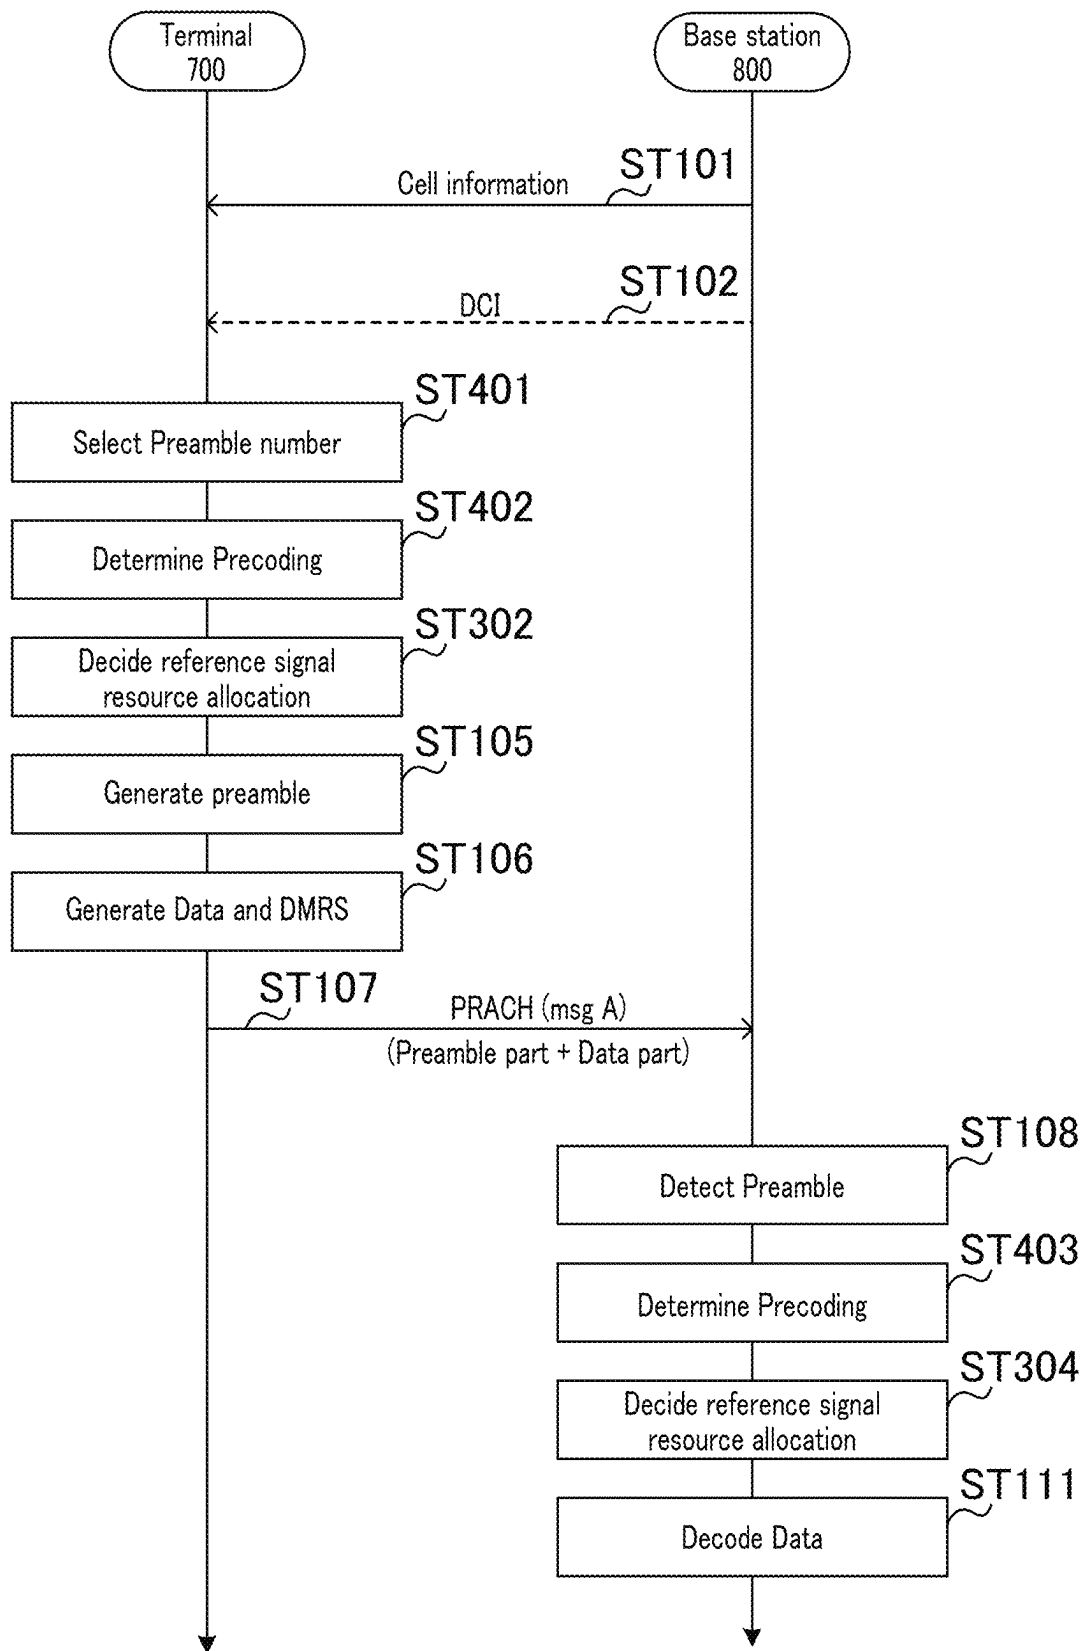 Terminal
700
Base station
800
ST101
Cell information
ST102
DCI
ST401
Select Preamble number
ST402
Determine Precoding
ST302
Decide reference signal
resource allocation
ST105
Generate preamble
ST106
Generate Data and DMRS
ST107
PRACH (msg A)
(Preamble part + Data part)
ST108
Detect Preamble
ST403
Determine Precoding
ST304
Decide reference signal
resource allocation
ST111
Decode Data